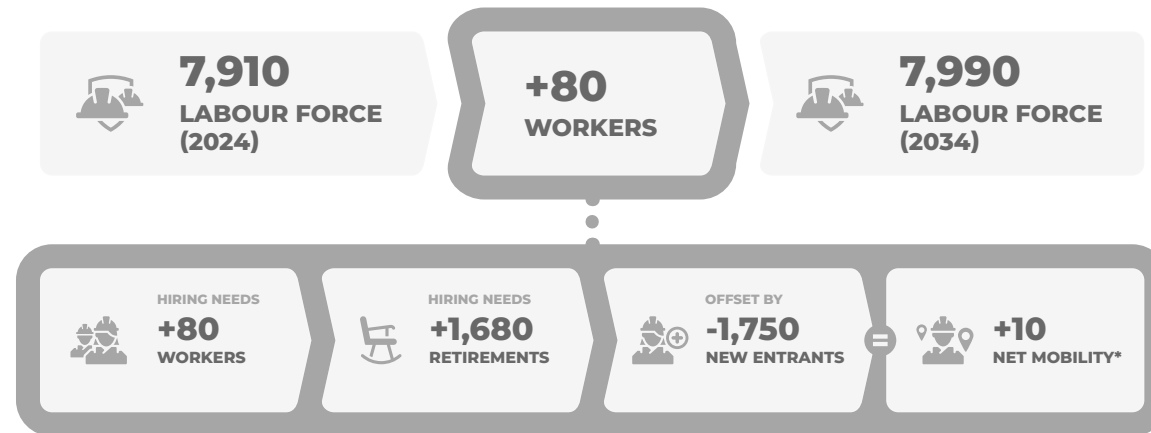 7,910
LABOUR FORCE
(2024)
+80
WORKERS
7,990
LABOUR FORCE
(2034)
HIRING NEEDS
+80
WORKERS
HIRING NEEDS
+1,680
RETIREMENTS
OFFSET BY
-1,750
NEW ENTRANTS
=
+10
NET MOBILITY*